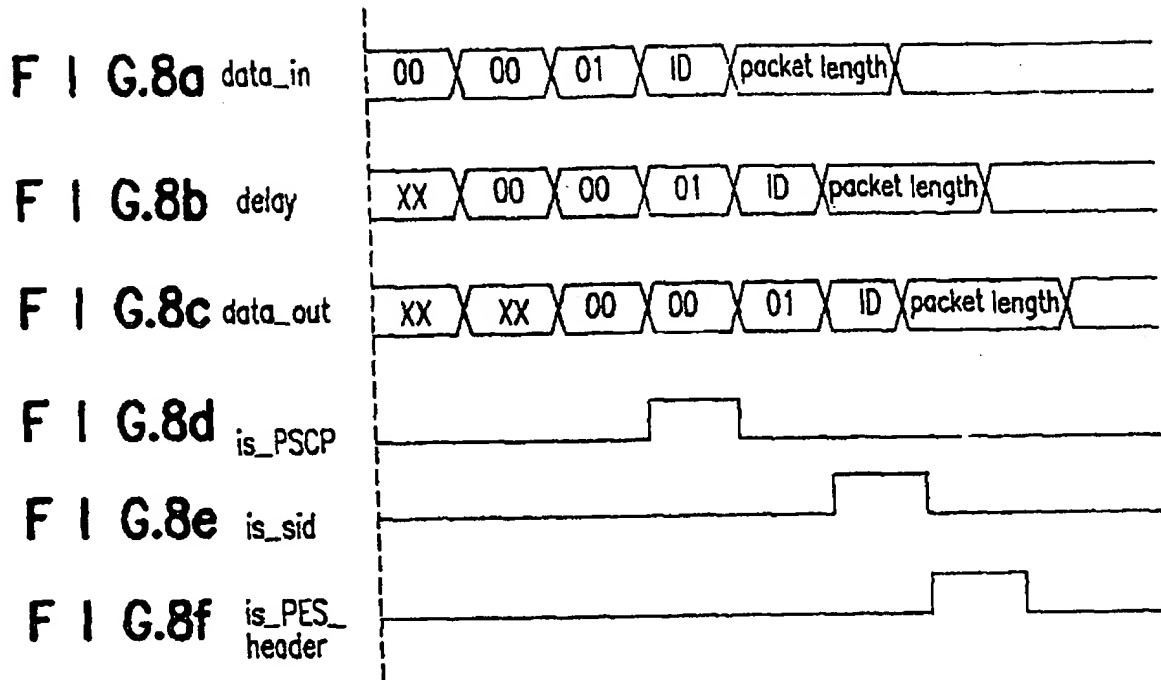 F I G.8a data_in 00 00 01 ID packet length
F I G.8b delay XX 00 00 01 ID packet length
F I G.8c data_out XX XX 00 00 01 ID packet length
F I G.8d is_PSCP
F I G.8e is_sid
F I G.8f is_PES_
header